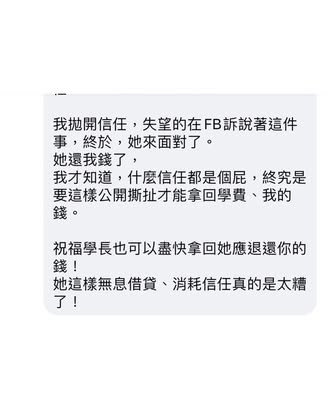 我拋開信任，失望的在FB訴說著這件
事，終於，她來面對了。
她還我錢了，
我才知道，什麼信任都是個屁，終究是
要這樣公開撕扯才能拿回學費、我的
錢。
祝福學長也可以盡快拿回她應退還你的
錢！
她這樣無息借貸、消耗信任真的是太糟
了！